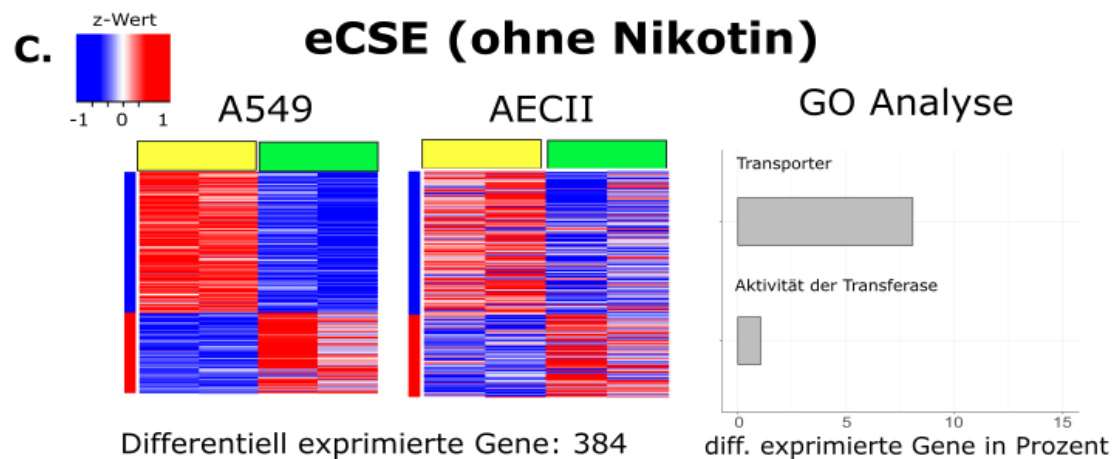 C.
z-Wert
-1 0 1
eCSE (ohne Nikotin)
A549
AECII
GO Analyse
Transporter
Aktivität der Transferase
0 5 10 15
Differentiell exprimierte Gene: 384
diff. exprimierte Gene in Prozent